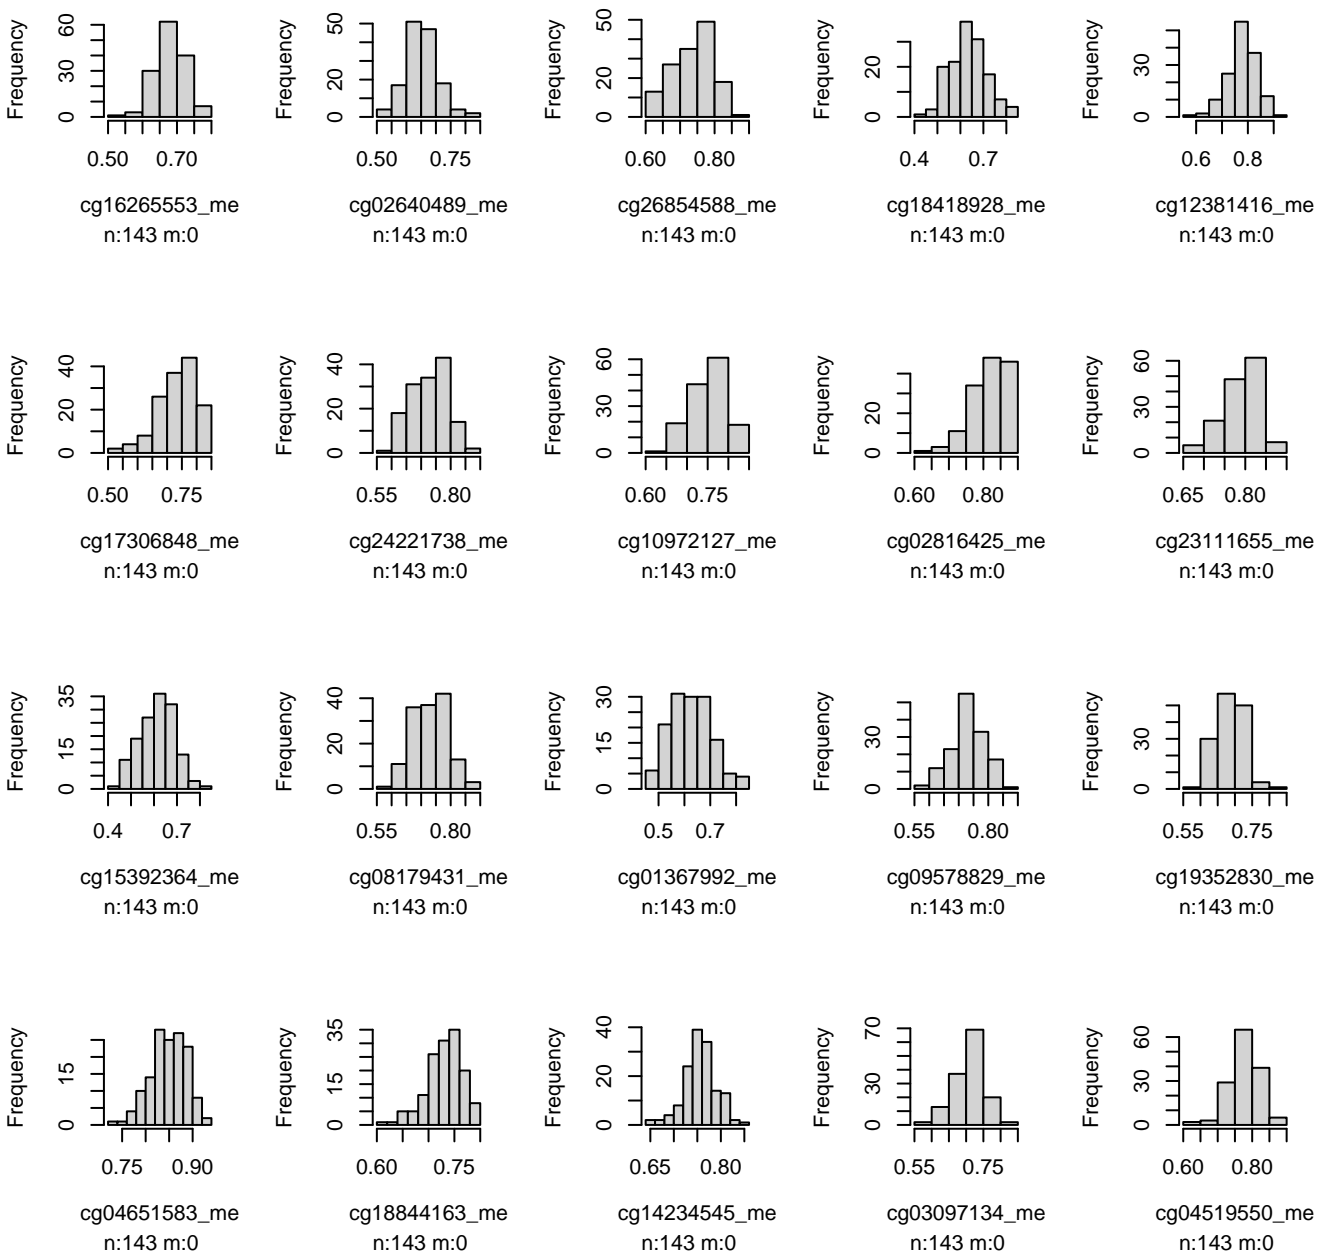 Frequency
0 30 60
0.50 0.70
cg16265553_me
n:143 m:0
Frequency
0 20 50
0.50 0.75
cg02640489_me
n:143 m:0
Frequency
0 20 50
0.60 0.80
cg26854588_me
n:143 m:0
Frequency
0 20
0.4 0.7
cg18418928_me
n:143 m:0
Frequency
0 30
0.6 0.8
cg12381416_me
n:143 m:0
Frequency
0 20 40
0.50 0.75
cg17306848_me
n:143 m:0
Frequency
0 20 40
0.55 0.80
cg24221738_me
n:143 m:0
Frequency
0 30 60
0.60 0.75
cg10972127_me
n:143 m:0
Frequency
0 20
0.60 0.80
cg02816425_me
n:143 m:0
Frequency
0 30 60
0.65 0.80
cg23111655_me
n:143 m:0
Frequency
0 15 35
0.4 0.7
cg15392364_me
n:143 m:0
Frequency
0 20 40
0.55 0.80
cg08179431_me
n:143 m:0
Frequency
0 15 30
0.5 0.7
cg01367992_me
n:143 m:0
Frequency
0 30
0.55 0.80
cg09578829_me
n:143 m:0
Frequency
0 30
0.55 0.75
cg19352830_me
n:143 m:0
Frequency
0 15
0.75 0.90
cg04651583_me
n:143 m:0
Frequency
0 15 35
0.60 0.75
cg18844163_me
n:143 m:0
Frequency
0 20 40
0.65 0.80
cg14234545_me
n:143 m:0
Frequency
0 30 70
0.55 0.75
cg03097134_me
n:143 m:0
Frequency
0 30 60
0.60 0.80
cg04519550_me
n:143 m:0